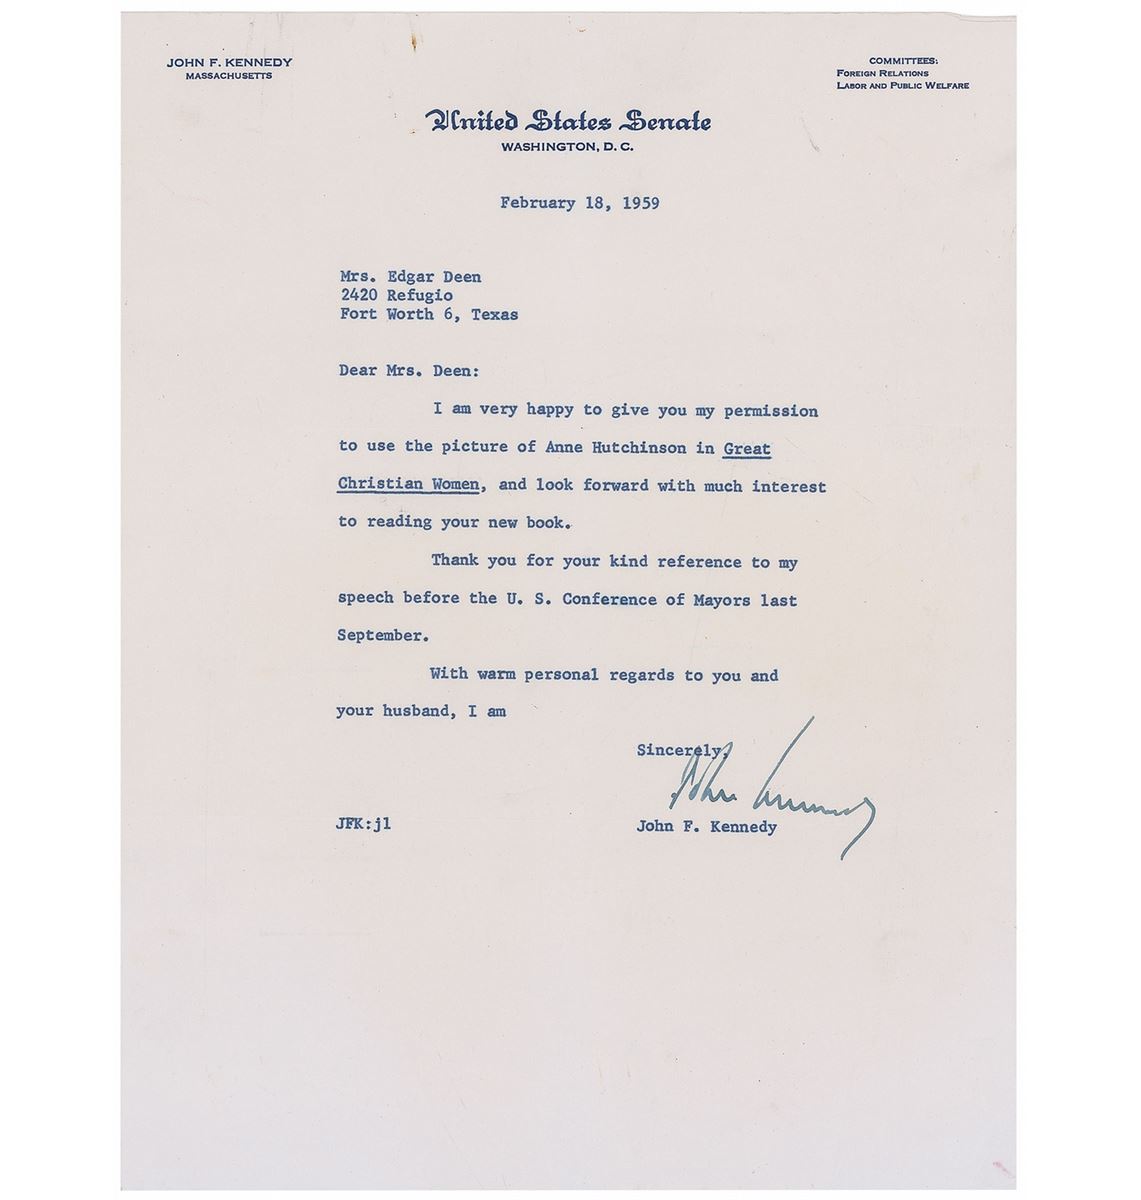 JOHN F. KENNEDY
MASSACHUSETTS
COMMITTEES:
FOREIGN RELATIONS
LABOR AND PUBLIC WELFARE
United States Senate
WASHINGTON, D. C.
February 18, 1959
Mrs. Edgar Deen
2420 Refugio
Fort Worth 6, Texas
Dear Mrs. Deen:
I am very happy to give you my permission
to use the picture of Anne Hutchinson in Great
Christian Women, and look forward with much interest
to reading your new book.
Thank you for your kind reference to my
speech before the U. S. Conference of Mayors last
September.
With warm personal regards to you and
your husband, I am
Sincerely,
John Kennedy
John F. Kennedy
JFK:jl